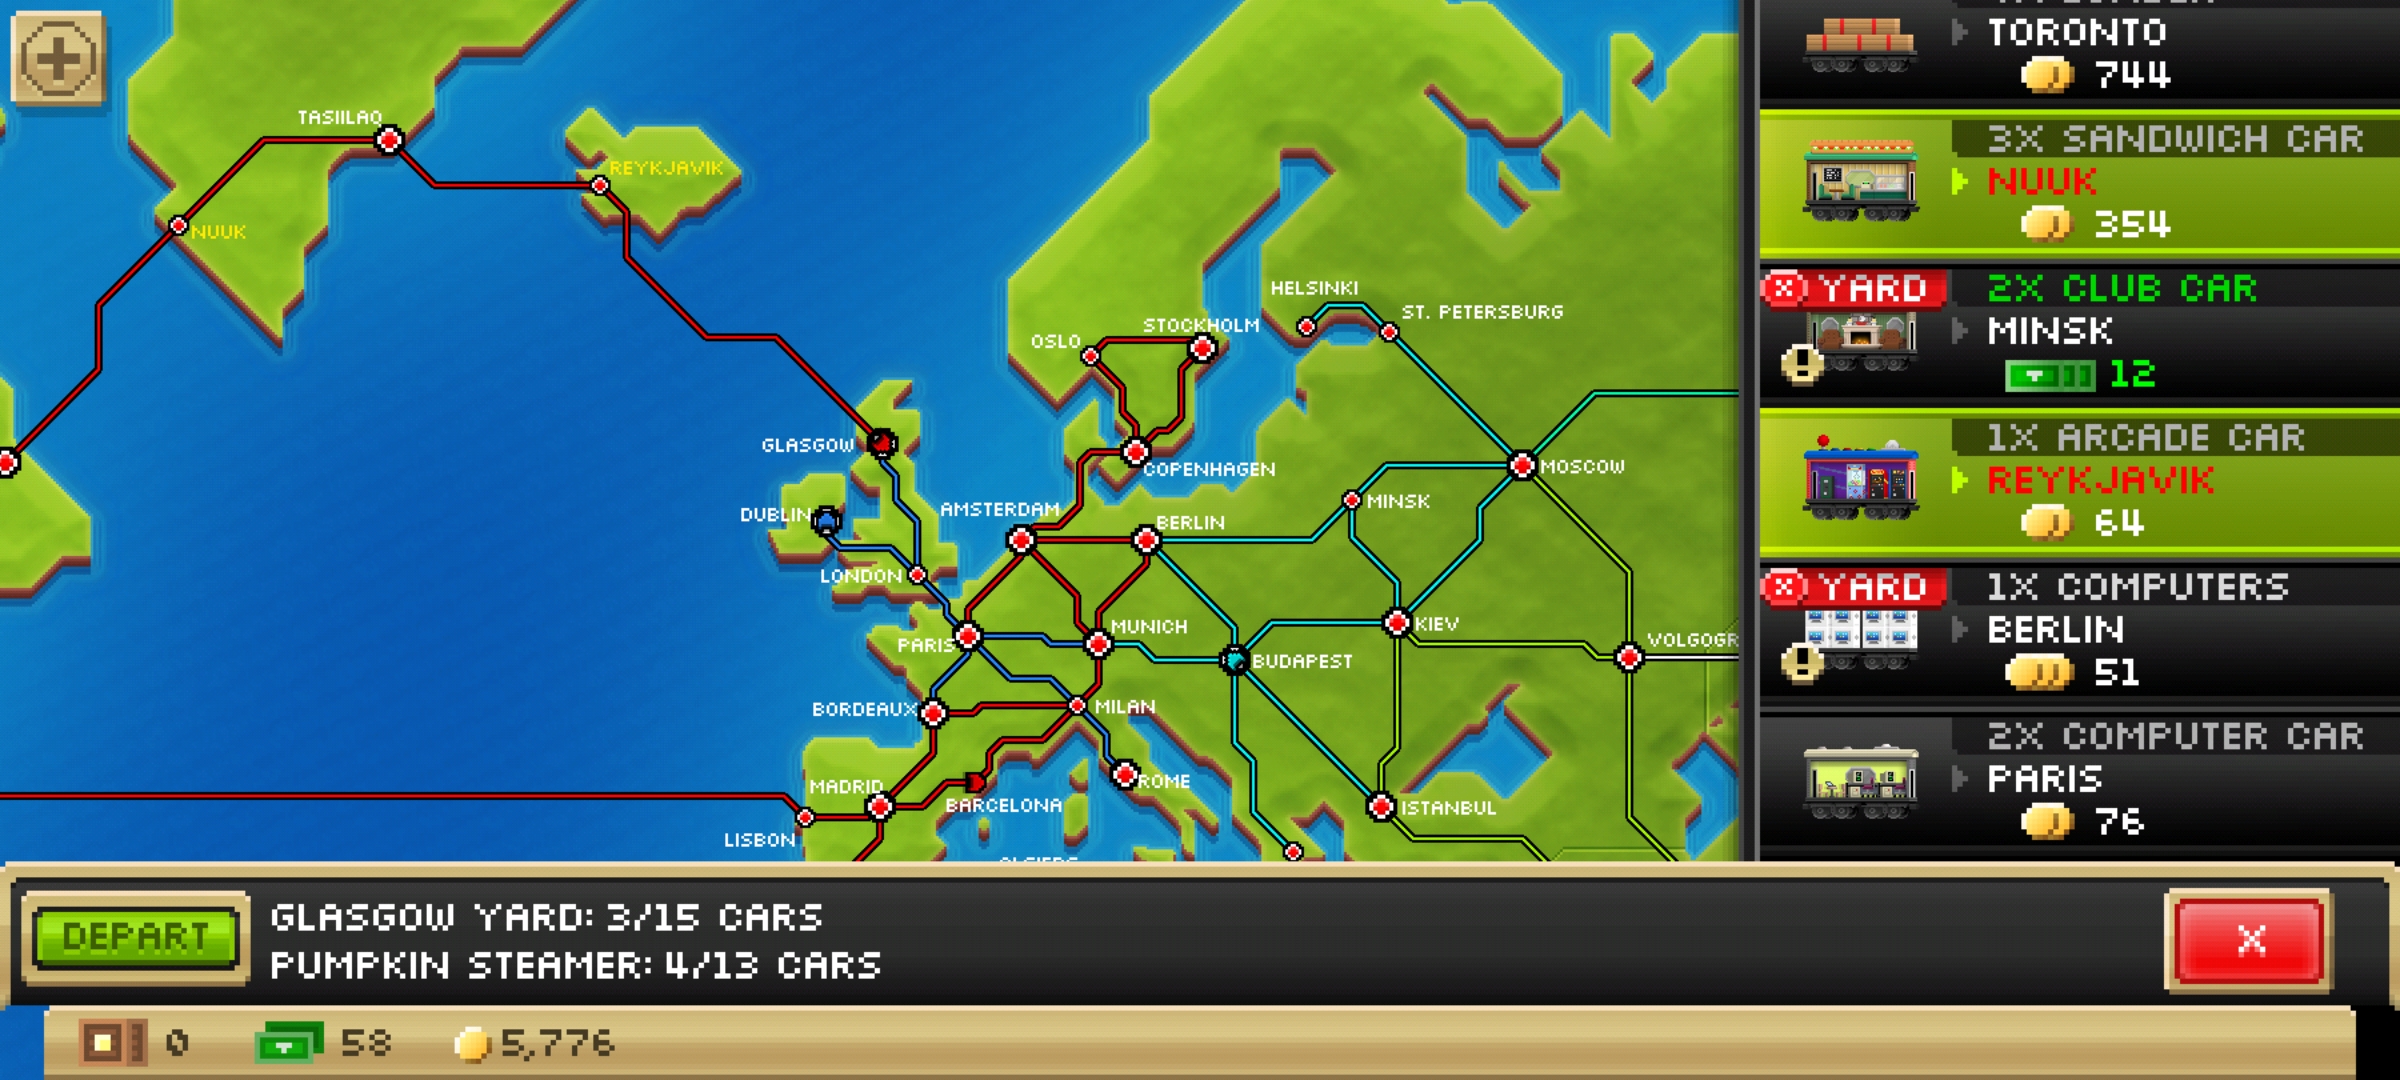 TASIILAQ
REYKJAVIK
NUUK
HELSINKI
ST. PETERSBURG
STOCKHOLM
OSLO
GLASGOW
COPENHAGEN
MOSCOW
MINSK
AMSTERDAM
DUBLIN
BERLIN
LONDON
PARIS
MUNICH
KIEV
VOLGOGR
BUDAPEST
BORDEAUX
MILAN
MADRID
ROME
BARCELONA
ISTANBUL
LISBON
TORONTO
744
3X SANDWICH CAR
NUUK
354
X YARD
2X CLUB CAR
MINSK
! 12
1X ARCADE CAR
REYKJAVIK
64
X YARD
1X COMPUTERS
BERLIN
! 51
2X COMPUTER CAR
PARIS
76
DEPART
GLASGOW YARD: 3/15 CARS
PUMPKIN STEAMER: 4/13 CARS
X
0 58 5,776